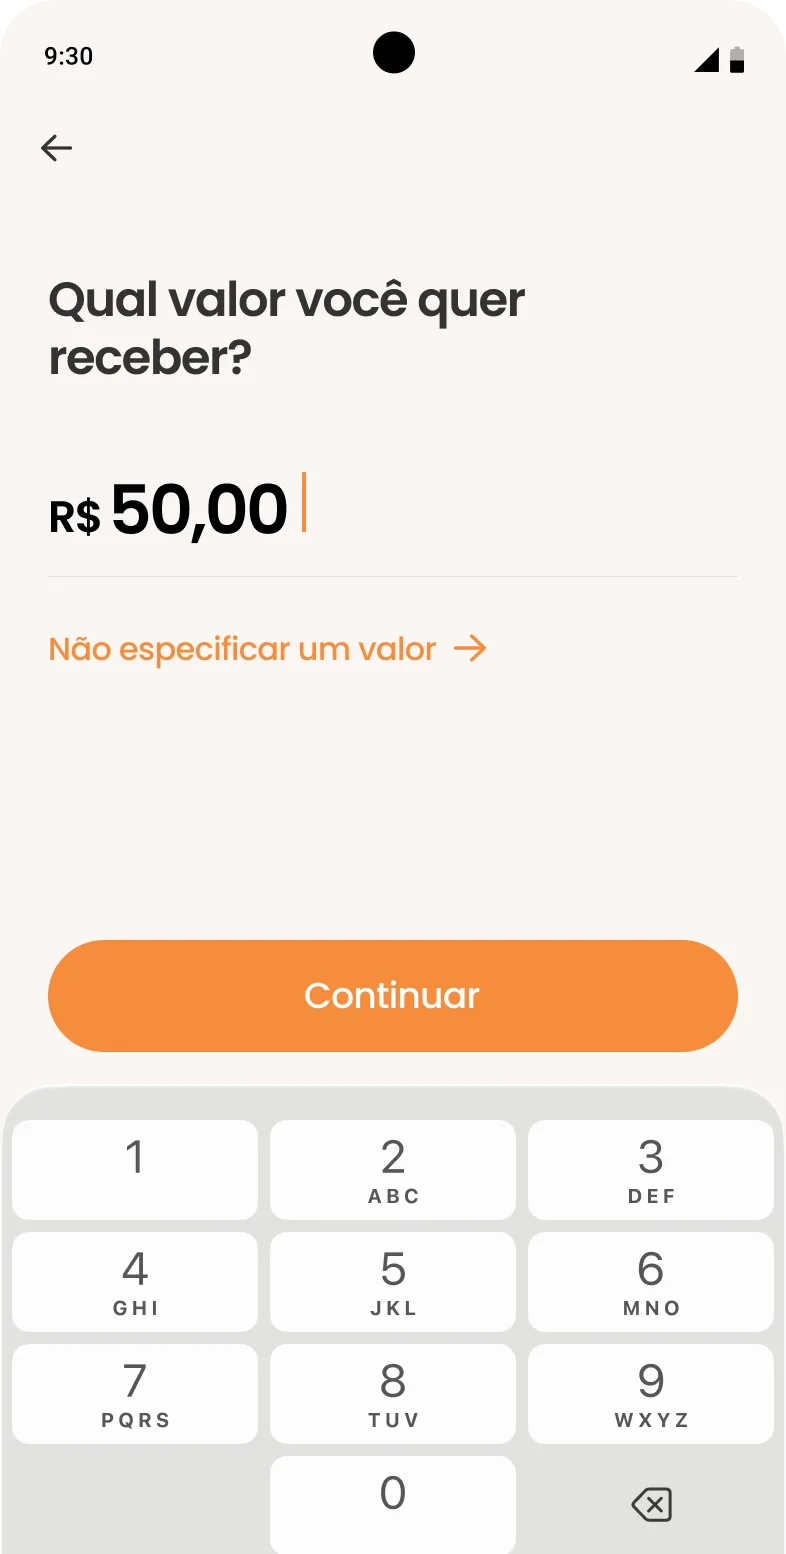 9:30
Qual valor você quer
receber?
R$ 50,00
Não especificar um valor
Continuar
1
2
ABC
3
DEF
4
GHI
5
JKL
6
MNO
7
PQRS
8
TUV
9
WXYZ
0